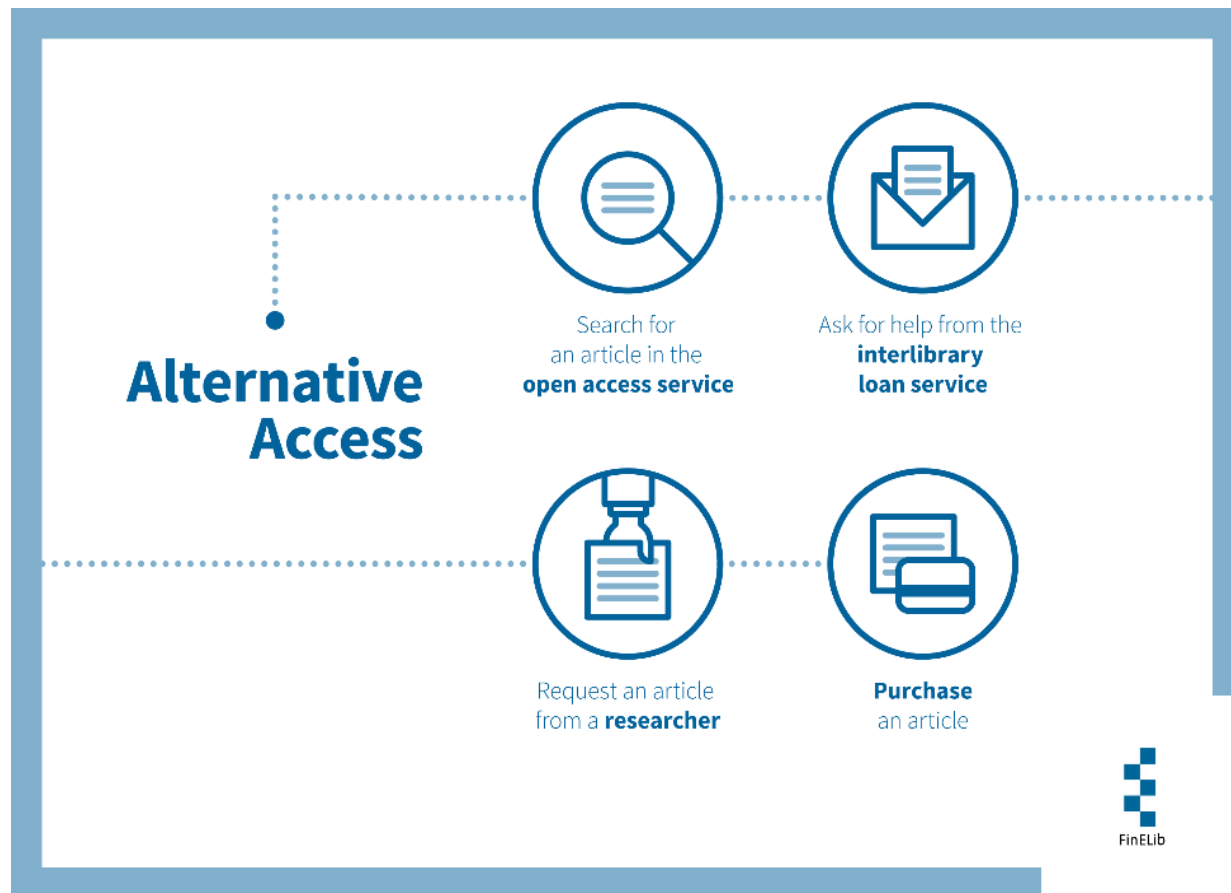 Alternative
Access
Search for
an article in the
open access service
Ask for help from the
interlibrary
loan service
Request an article
from a researcher
Purchase
an article
FinELib